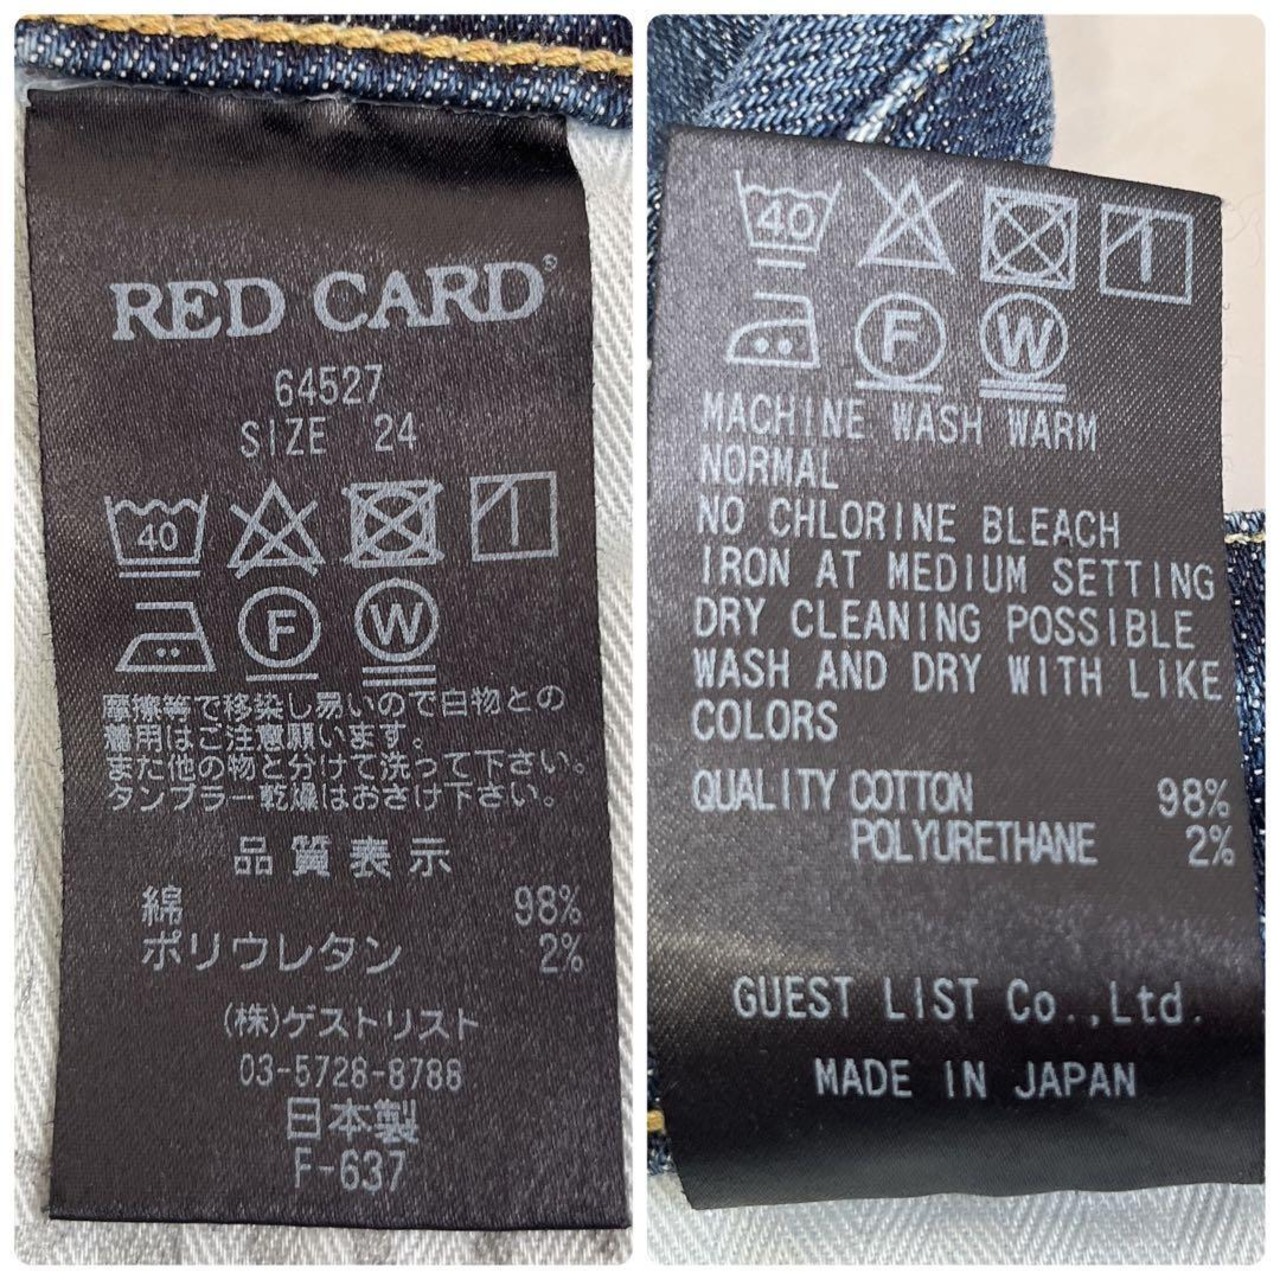 RED CARD®
64527
SIZE 24
40
F W
摩擦等で移染し易いので白物との
着用はご注意願います。
また他の物と分けて洗って下さい。
タンブラー乾燥はおさけ下さい。
品質表示
綿 98%
ポリウレタン 2%
(株)ゲストリスト
03-5728-8788
日本製
F-637
40
F W
MACHINE WASH WARM
NORMAL
NO CHLORINE BLEACH
IRON AT MEDIUM SETTING
DRY CLEANING POSSIBLE
WASH AND DRY WITH LIKE
COLORS
QUALITY COTTON 98%
POLYURETHANE 2%
GUEST LIST Co.,Ltd.
MADE IN JAPAN